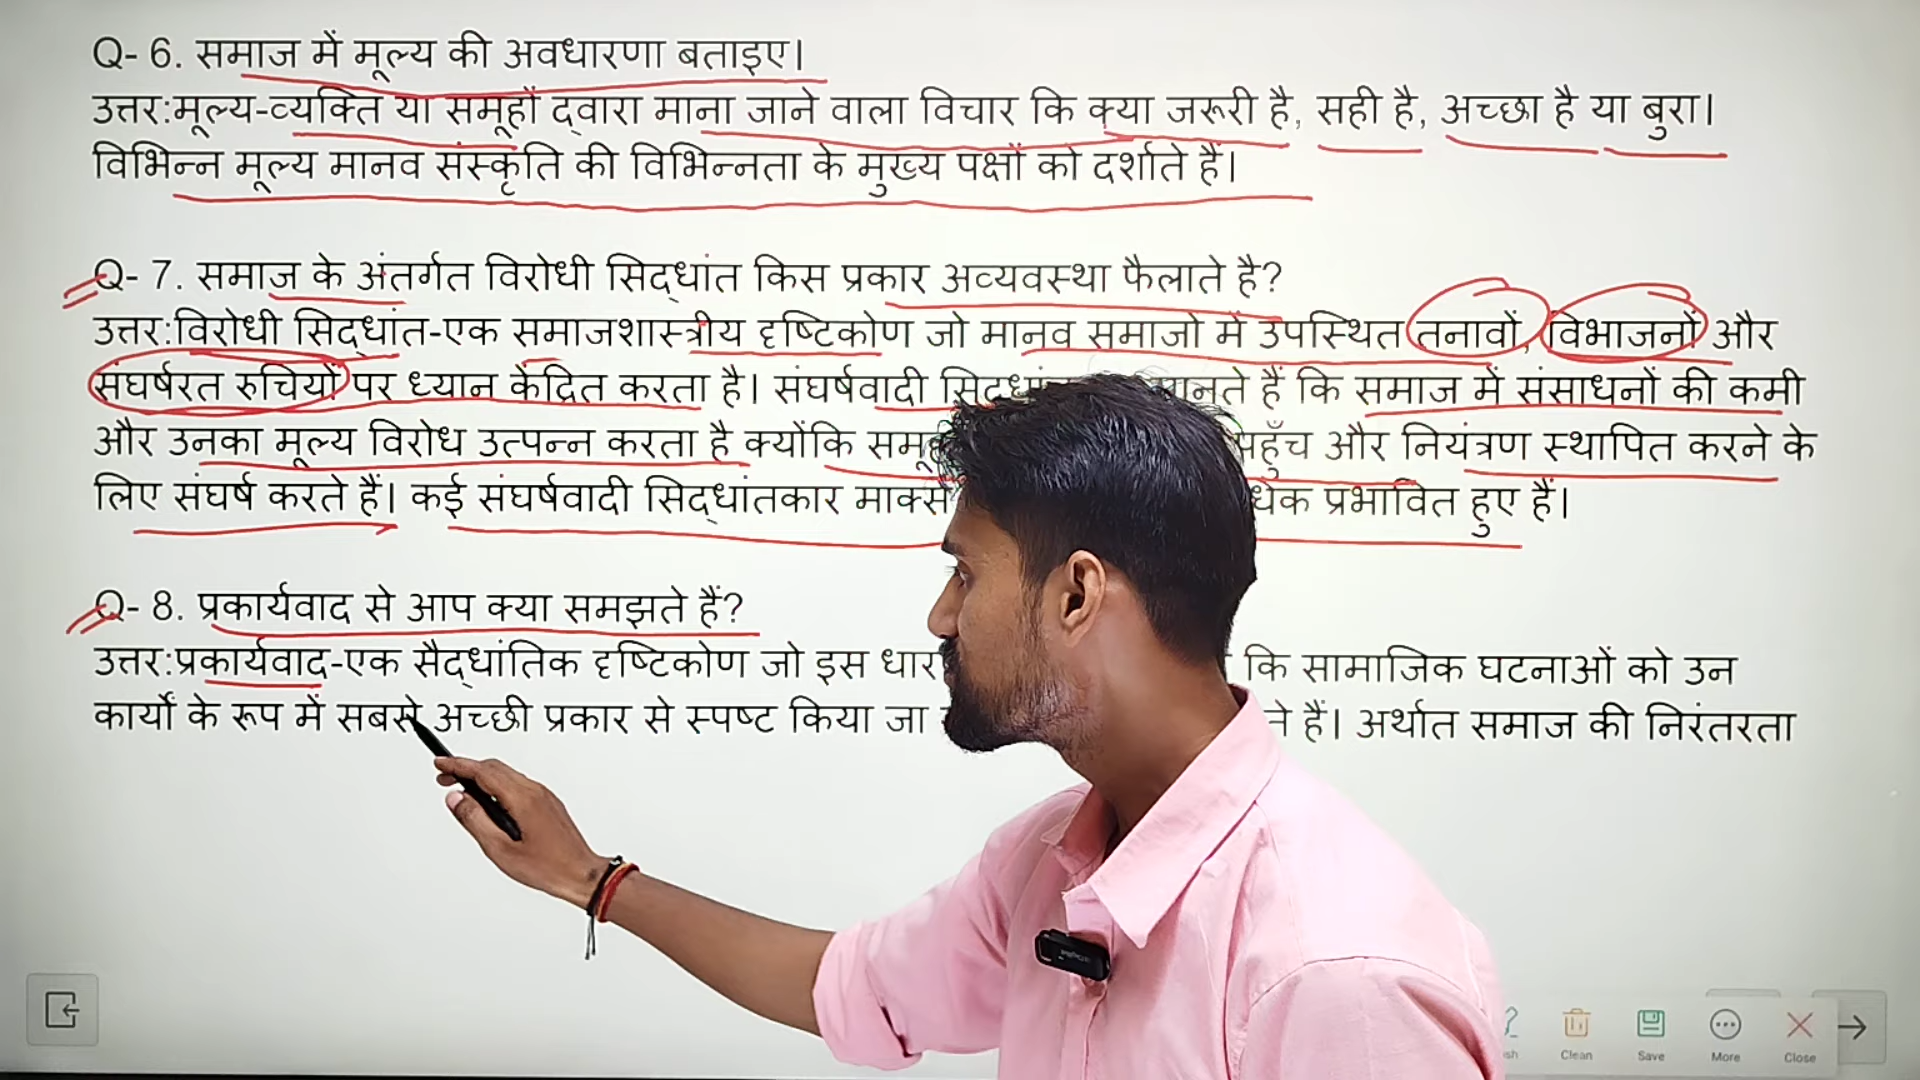 Q- 6. समाज में मूल्य की अवधारणा बताइए।
उत्तर:मूल्य-व्यक्ति या समूहों द्वारा माना जाने वाला विचार कि क्या जरूरी है, सही है, अच्छा है या बुरा।
विभिन्न मूल्य मानव संस्कृति की विभिन्नता के मुख्य पक्षों को दर्शाते हैं।
Q- 7. समाज के अंतर्गत विरोधी सिद्धांत किस प्रकार अव्यवस्था फैलाते है?
उत्तर:विरोधी सिद्धांत-एक समाजशास्त्रीय दृष्टिकोण जो मानव समाजो में उपस्थित तनावों, विभाजनों और
संघर्षरत रुचियों पर ध्यान केंद्रित करता है। संघर्षवादी मानते हैं कि समाज में संसाधनों की कमी
और उनका मूल्य विरोध उत्पन्न करता है क्योंकि पहुँच और नियंत्रण स्थापित करने के
लिए संघर्ष करते हैं। कई संघर्षवादी सिद्धांतकार मार्क्स प्रभावित हुए हैं।
Q- 8. प्रकार्यवाद से आप क्या समझते हैं?
उत्तर:प्रकार्यवाद-एक सैद्धांतिक दृष्टिकोण जो इस कि सामाजिक घटनाओं को उन
कार्यों के रूप में सबसे अच्छी प्रकार से स्पष्ट किया जा हैं। अर्थात समाज की निरंतरता
Clean Save More Close